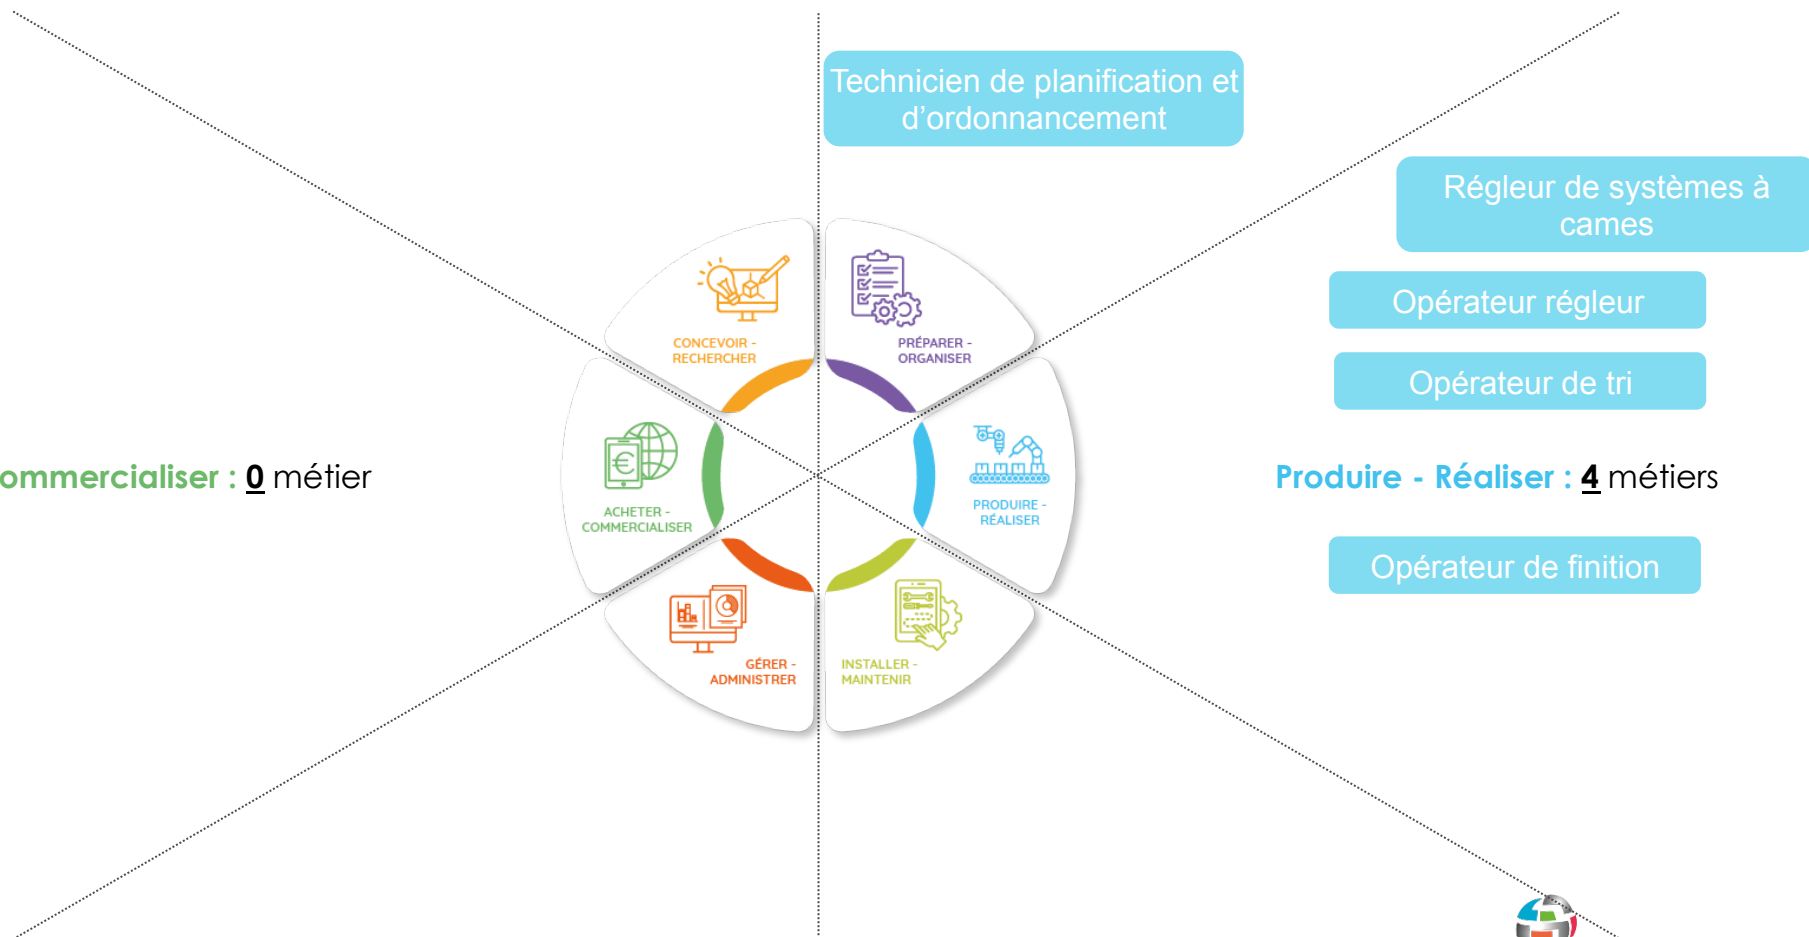 Technicien de planification et
d'ordonnancement
Régleur de systèmes à
cames
Opérateur régleur
Opérateur de tri
CONCEVOIR -
RECHERCHER
PRÉPARER -
ORGANISER
ommercialiser : 0 métier
ACHETER -
COMMERCIALISER
PRODUIRE -
RÉALISER
Produire - Réaliser : 4 métiers
Opérateur de finition
GÉRER -
ADMINISTRER
INSTALLER -
MAINTENIR